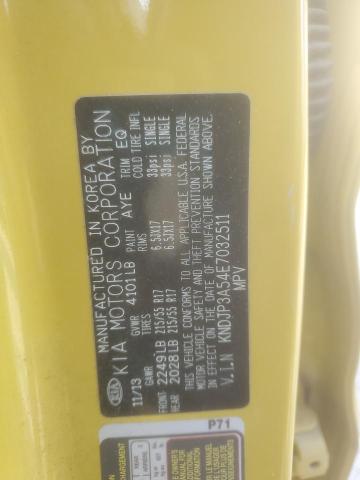 MANUFACTURED IN KOREA BY
KIA MOTORS CORPORATION
KIA
11/13 GVWR 4101LB PAINT AYE TRIM EQ
GAWR TIRES RIMS COLD TIRE INFL
FRONT: 2249LB 215/55 R17 6.5JX17 33psi SINGLE
REAR 2028LB 215/55 R17 6.5JX17 33psi SINGLE
THIS VEHICLE CONFORMS TO ALL APPLICABLE U.S.A. FEDERAL
MOTOR VEHICLE SAFETY, BUMPER, AND THEFT PREVENTION STANDARDS
IN EFFECT ON THE DATE OF MANUFACTURE SHOWN ABOVE.
V.I.N KNDJP3A54E7032511
MPV
P71